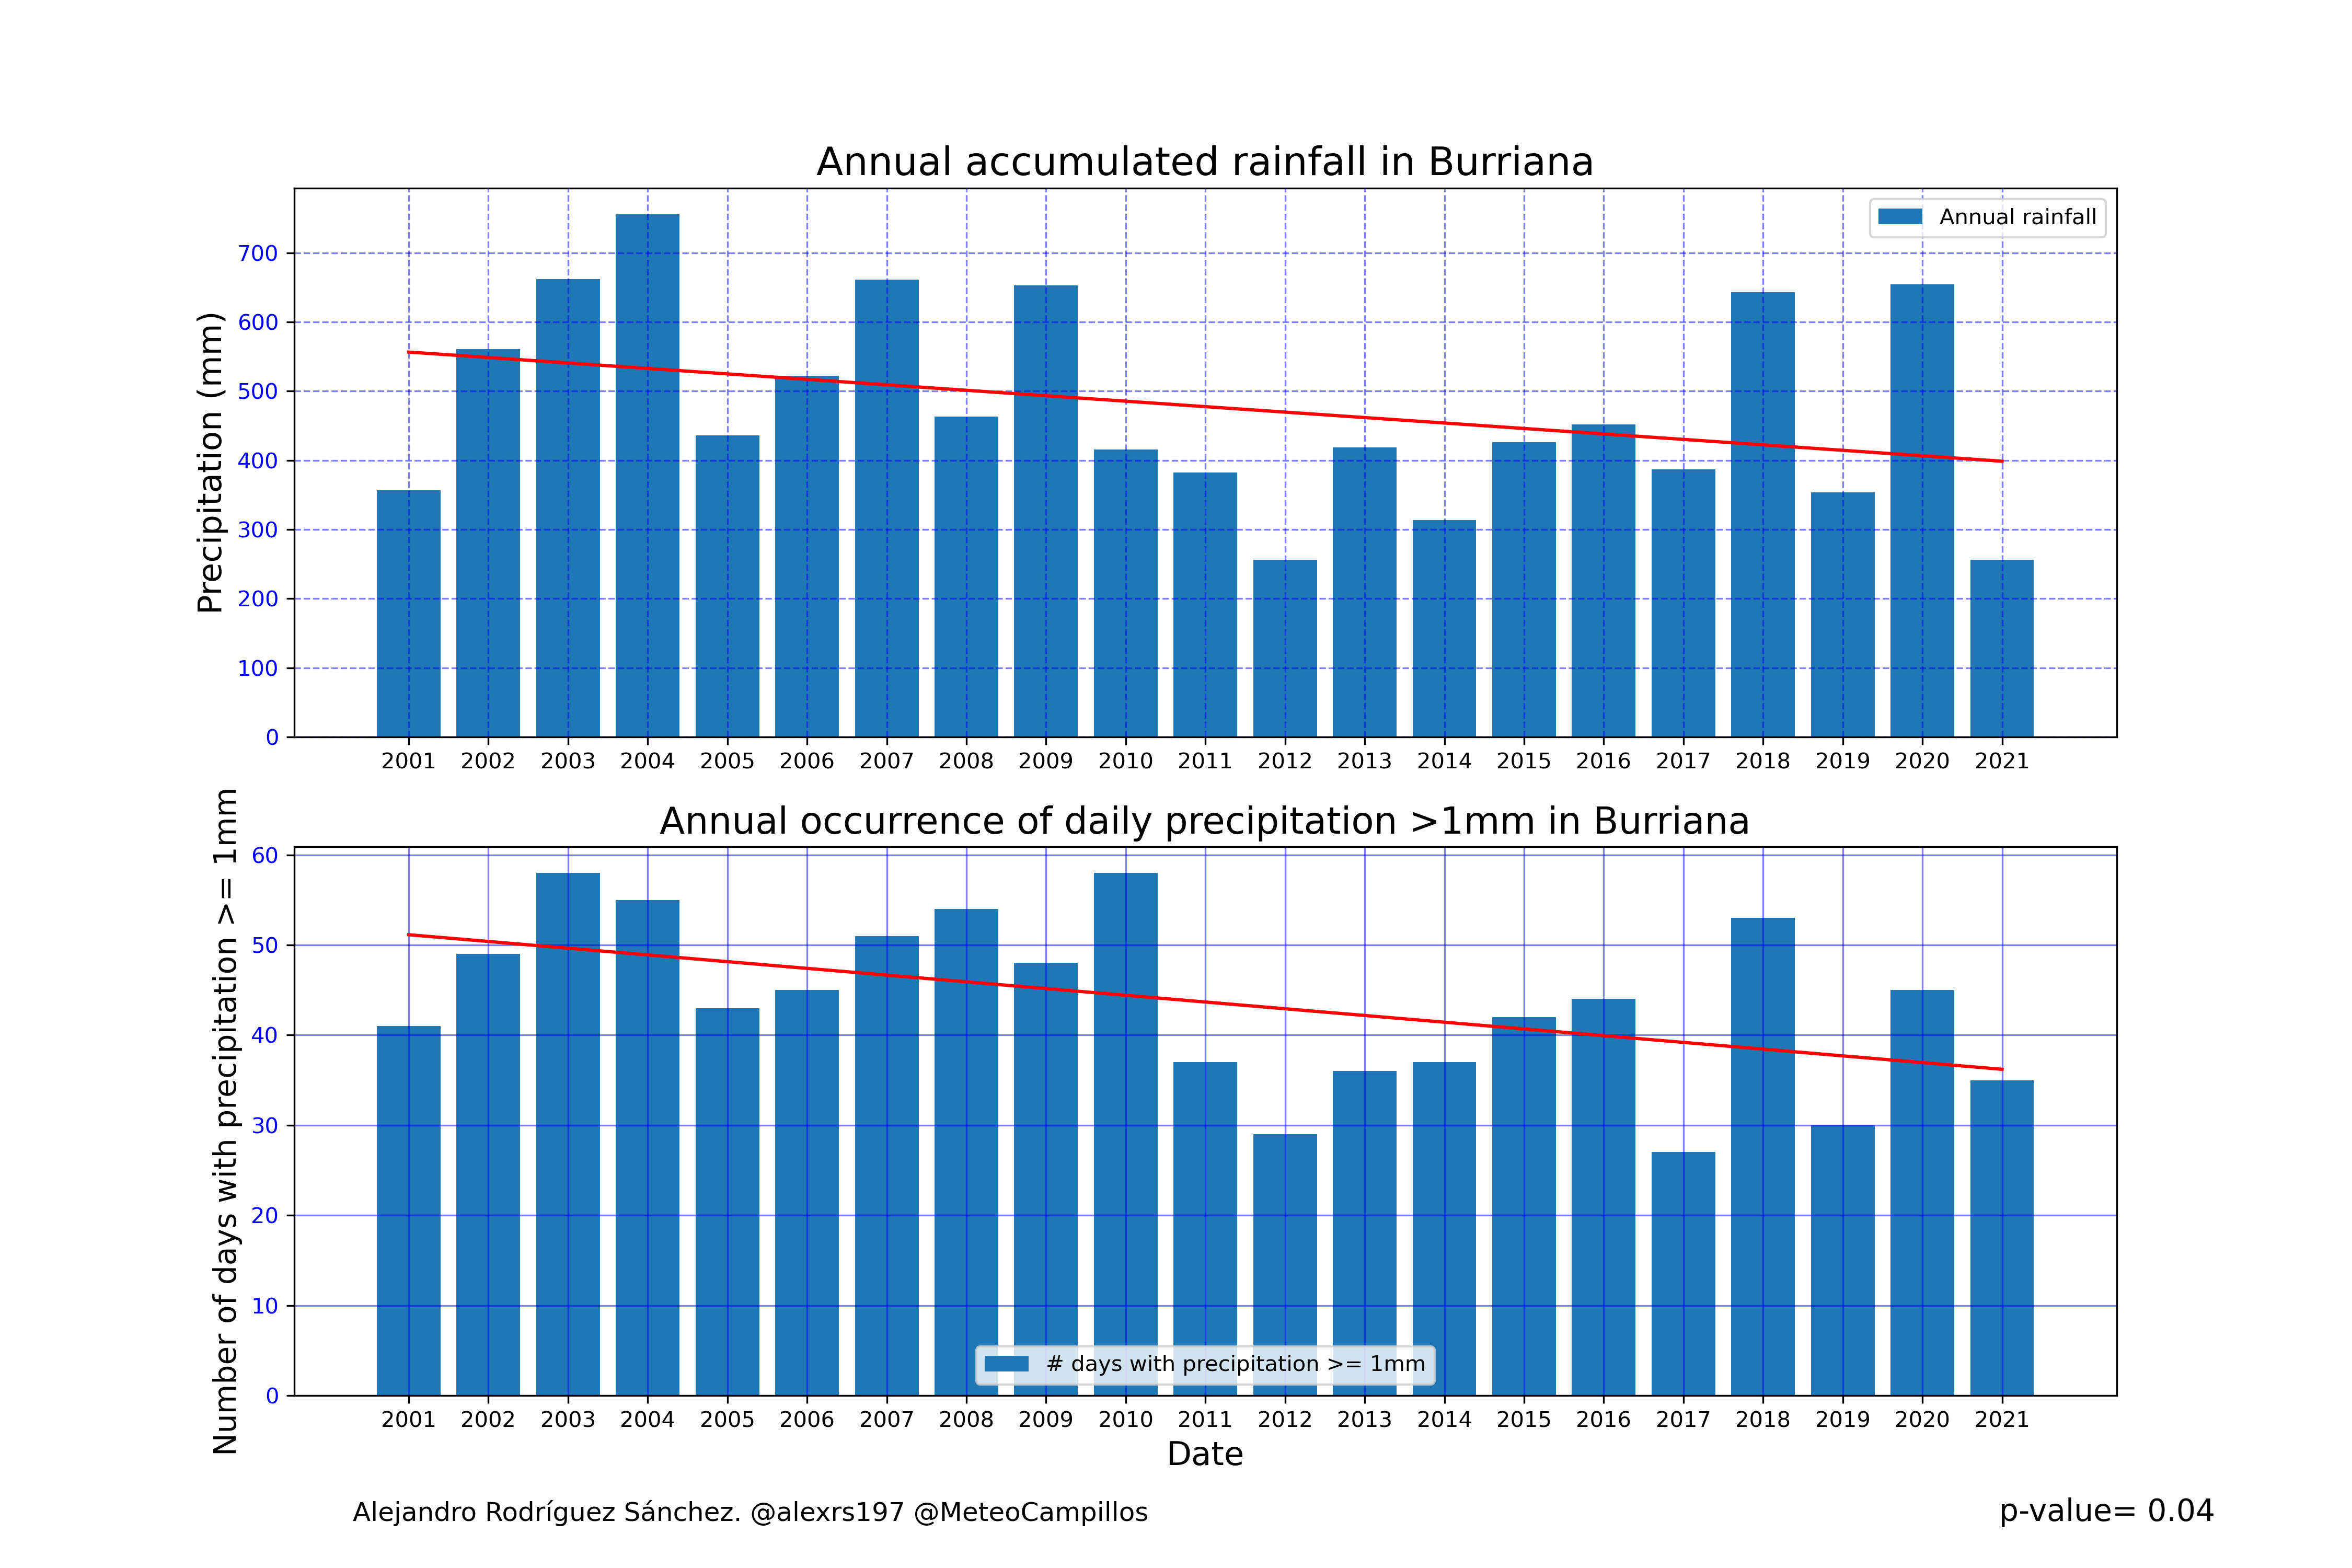 Annual accumulated rainfall in Burriana
Precipitation (mm)
700
600
500
400
300
200
100
0
Annual rainfall
2001 2002 2003 2004 2005 2006 2007 2008 2009 2010 2011 2012 2013 2014 2015 2016 2017 2018 2019 2020 2021
Annual occurrence of daily precipitation >1mm in Burriana
Number of days with precipitation >= 1mm
60
50
40
30
20
10
0
# days with precipitation >= 1mm
2001 2002 2003 2004 2005 2006 2007 2008 2009 2010 2011 2012 2013 2014 2015 2016 2017 2018 2019 2020 2021
Date
Alejandro Rodríguez Sánchez. @alexrs197 @MeteoCampillos
p-value= 0.04